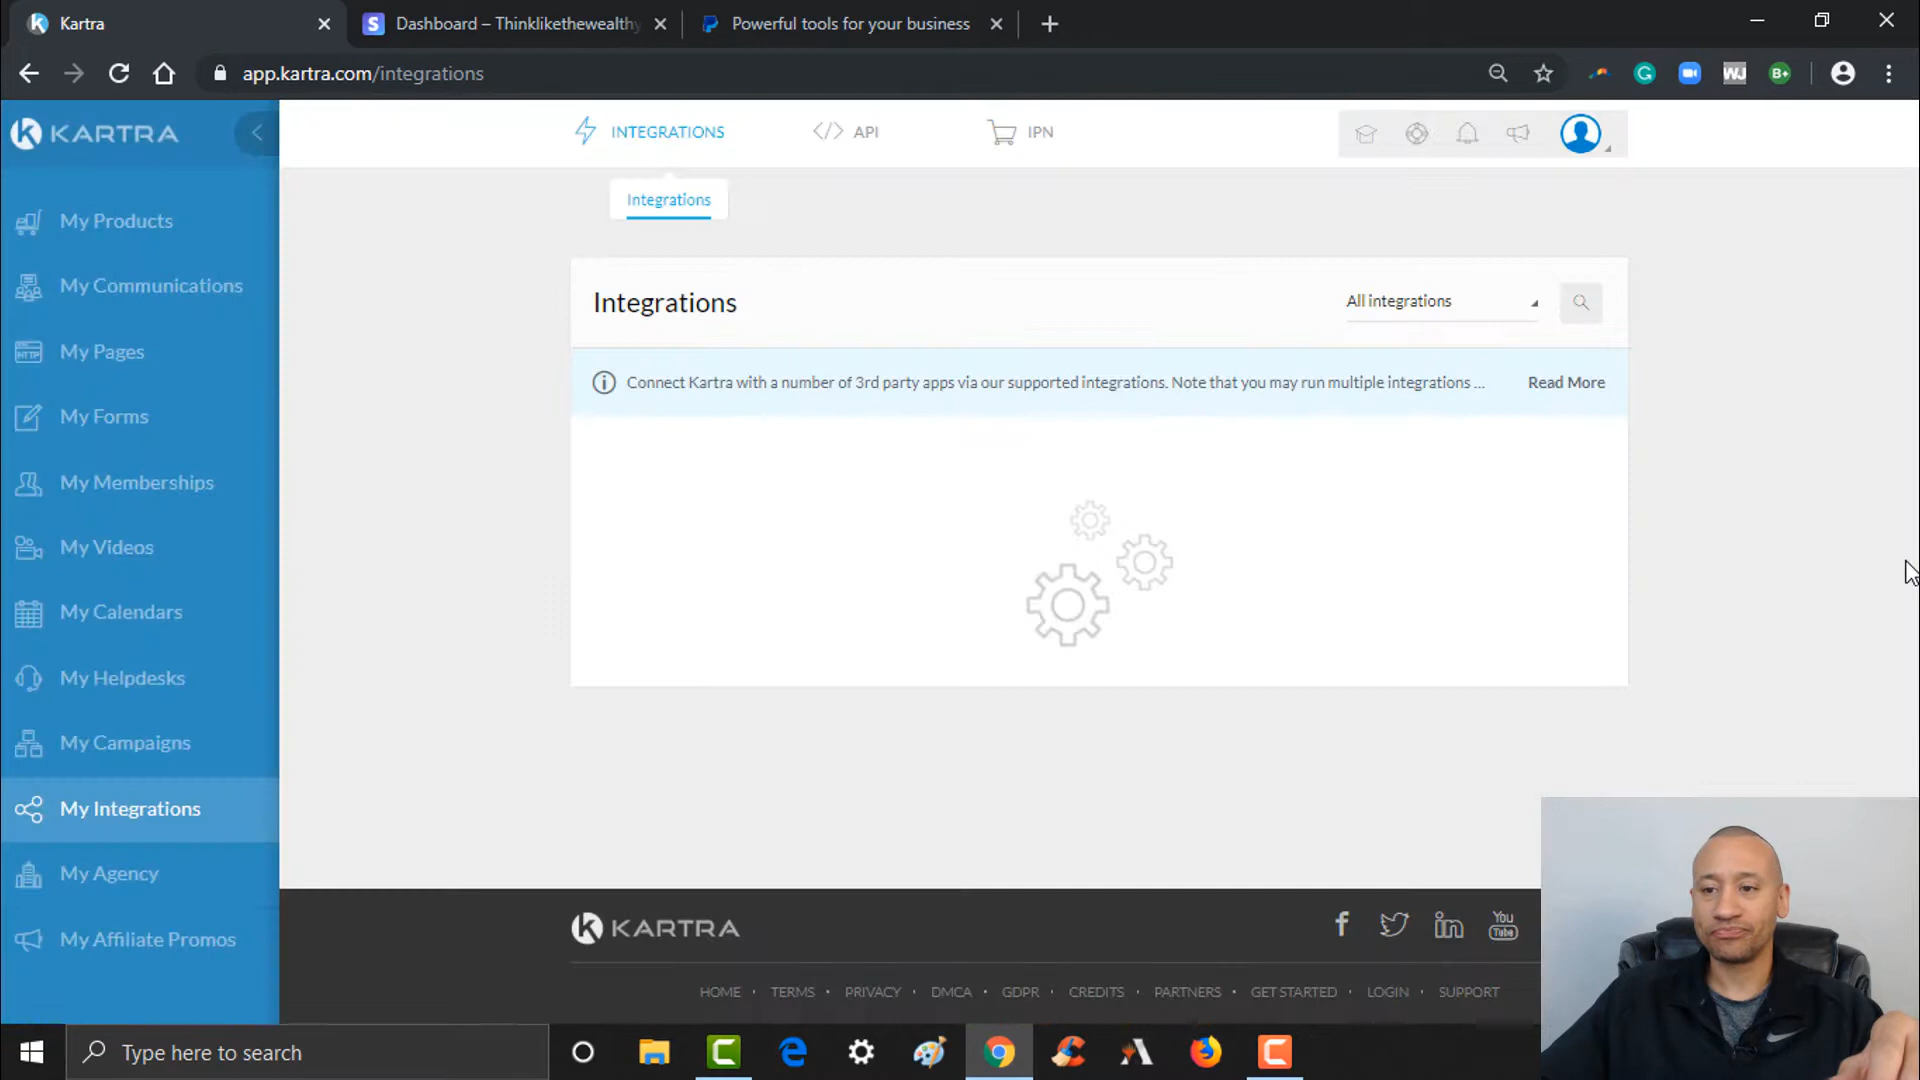 Kartra
Dashboard – Thinklikethewealthy
Powerful tools for your business
app.kartra.com/integrations
WJ
B+
KARTRA
INTEGRATIONS
API
IPN
Integrations
My Products
My Communications
My Pages
My Forms
My Memberships
My Videos
My Calendars
My Helpdesks
My Campaigns
My Integrations
My Agency
My Affiliate Promos
Integrations
All integrations
Connect Kartra with a number of 3rd party apps via our supported integrations. Note that you may run multiple integrations ...
Read More
KARTRA
You
Tube
HOME · TERMS · PRIVACY · DMCA · GDPR · CREDITS · PARTNERS · GET STARTED · LOGIN · SUPPORT
Type here to search